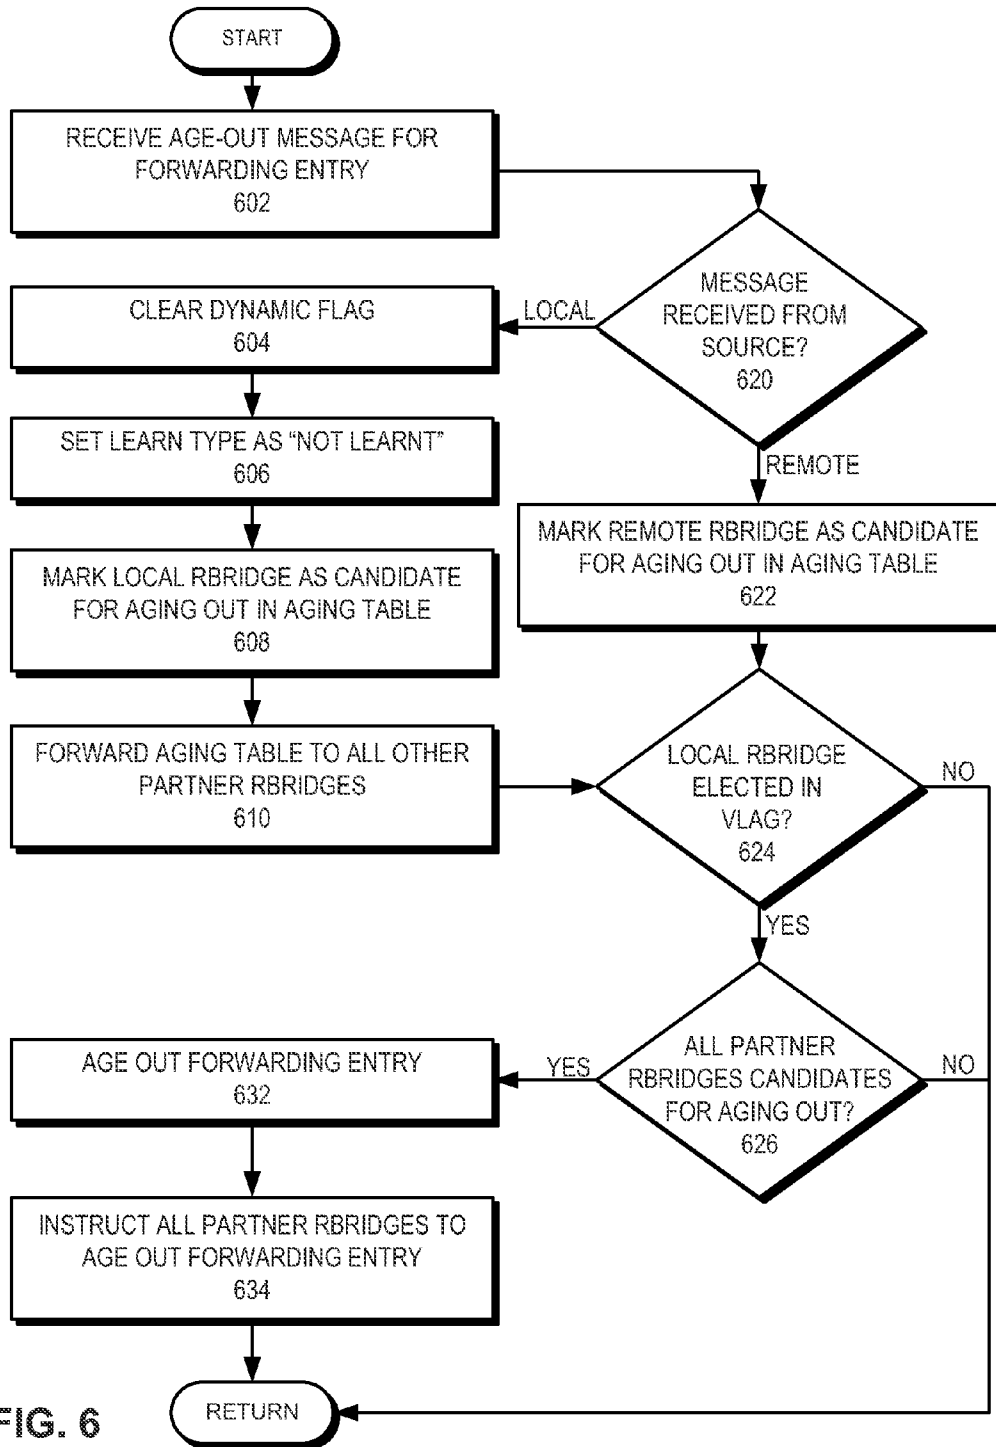 START
RECEIVE AGE-OUT MESSAGE FOR
FORWARDING ENTRY
602
MESSAGE
RECEIVED FROM
SOURCE?
620
LOCAL
CLEAR DYNAMIC FLAG
604
SET LEARN TYPE AS “NOT LEARNT”
606
REMOTE
MARK LOCAL RBRIDGE AS CANDIDATE
FOR AGING OUT IN AGING TABLE
608
MARK REMOTE RBRIDGE AS CANDIDATE
FOR AGING OUT IN AGING TABLE
622
FORWARD AGING TABLE TO ALL OTHER
PARTNER RBRIDGES
610
LOCAL RBRIDGE
ELECTED IN
VLAG?
624
NO
YES
ALL PARTNER
RBRIDGES CANDIDATES
FOR AGING OUT?
626
NO
YES
AGE OUT FORWARDING ENTRY
632
INSTRUCT ALL PARTNER RBRIDGES TO
AGE OUT FORWARDING ENTRY
634
RETURN
FIG. 6